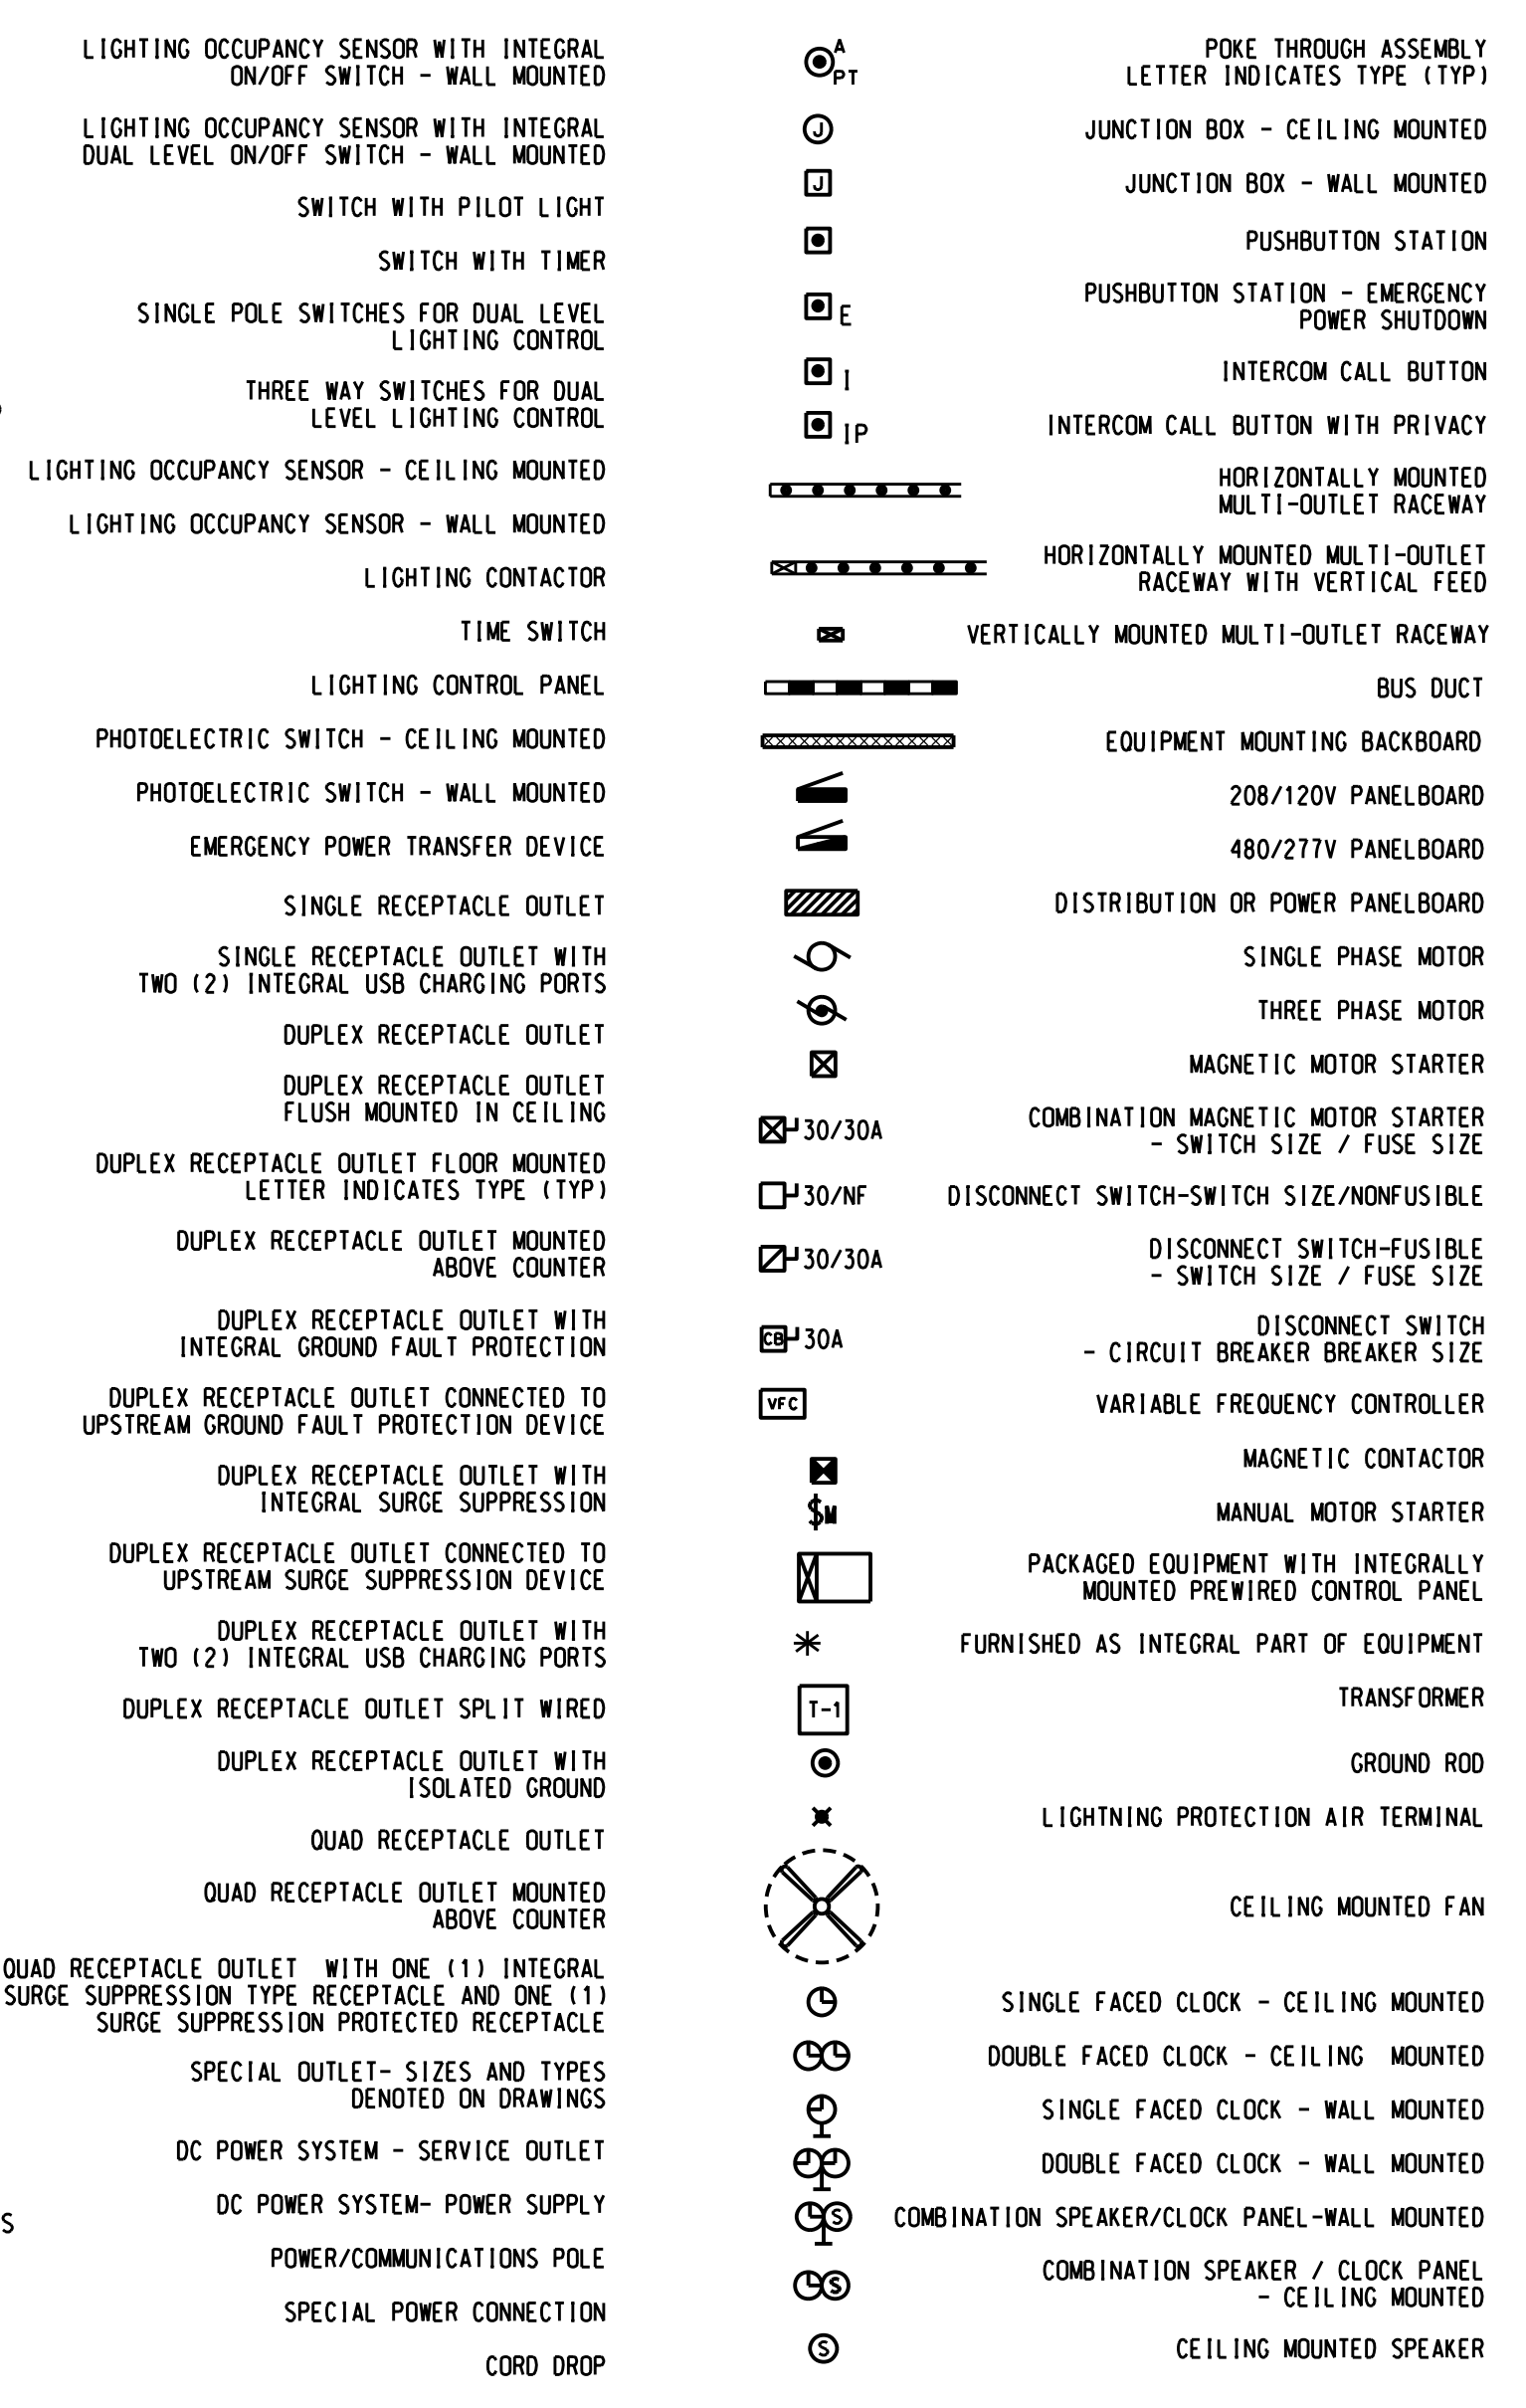 LIGHTING OCCUPANCY SENSOR WITH INTEGRAL
ON/OFF SWITCH - WALL MOUNTED
LIGHTING OCCUPANCY SENSOR WITH INTEGRAL
DUAL LEVEL ON/OFF SWITCH - WALL MOUNTED
SWITCH WITH PILOT LIGHT
SWITCH WITH TIMER
SINGLE POLE SWITCHES FOR DUAL LEVEL
LIGHTING CONTROL
THREE WAY SWITCHES FOR DUAL
LEVEL LIGHTING CONTROL
LIGHTING OCCUPANCY SENSOR - CEILING MOUNTED
LIGHTING OCCUPANCY SENSOR - WALL MOUNTED
LIGHTING CONTACTOR
TIME SWITCH
LIGHTING CONTROL PANEL
PHOTOELECTRIC SWITCH - CEILING MOUNTED
PHOTOELECTRIC SWITCH - WALL MOUNTED
EMERGENCY POWER TRANSFER DEVICE
SINGLE RECEPTACLE OUTLET
SINGLE RECEPTACLE OUTLET WITH
TWO (2) INTEGRAL USB CHARGING PORTS
DUPLEX RECEPTACLE OUTLET
DUPLEX RECEPTACLE OUTLET
FLUSH MOUNTED IN CEILING
DUPLEX RECEPTACLE OUTLET FLOOR MOUNTED
LETTER INDICATES TYPE (TYP)
DUPLEX RECEPTACLE OUTLET MOUNTED
ABOVE COUNTER
DUPLEX RECEPTACLE OUTLET WITH
INTEGRAL GROUND FAULT PROTECTION
DUPLEX RECEPTACLE OUTLET CONNECTED TO
UPSTREAM GROUND FAULT PROTECTION DEVICE
DUPLEX RECEPTACLE OUTLET WITH
INTEGRAL SURGE SUPPRESSION
DUPLEX RECEPTACLE OUTLET CONNECTED TO
UPSTREAM SURGE SUPPRESSION DEVICE
DUPLEX RECEPTACLE OUTLET WITH
TWO (2) INTEGRAL USB CHARGING PORTS
DUPLEX RECEPTACLE OUTLET SPLIT WIRED
DUPLEX RECEPTACLE OUTLET WITH
ISOLATED GROUND
QUAD RECEPTACLE OUTLET
QUAD RECEPTACLE OUTLET MOUNTED
ABOVE COUNTER
QUAD RECEPTACLE OUTLET WITH ONE (1) INTEGRAL
SURGE SUPPRESSION TYPE RECEPTACLE AND ONE (1)
SURGE SUPPRESSION PROTECTED RECEPTACLE
SPECIAL OUTLET- SIZES AND TYPES
DENOTED ON DRAWINGS
DC POWER SYSTEM - SERVICE OUTLET
DC POWER SYSTEM- POWER SUPPLY
S
POWER/COMMUNICATIONS POLE
SPECIAL POWER CONNECTION
CORD DROP
A
PT
POKE THROUGH ASSEMBLY
LETTER INDICATES TYPE (TYP)
J JUNCTION BOX - CEILING MOUNTED
J JUNCTION BOX - WALL MOUNTED
PUSHBUTTON STATION
E PUSHBUTTON STATION - EMERGENCY
POWER SHUTDOWN
I INTERCOM CALL BUTTON
IP INTERCOM CALL BUTTON WITH PRIVACY
HORIZONTALLY MOUNTED
MULTI-OUTLET RACEWAY
HORIZONTALLY MOUNTED MULTI-OUTLET
RACEWAY WITH VERTICAL FEED
VERTICALLY MOUNTED MULTI-OUTLET RACEWAY
BUS DUCT
EQUIPMENT MOUNTING BACKBOARD
208/120V PANELBOARD
480/277V PANELBOARD
DISTRIBUTION OR POWER PANELBOARD
SINGLE PHASE MOTOR
THREE PHASE MOTOR
MAGNETIC MOTOR STARTER
30/30A COMBINATION MAGNETIC MOTOR STARTER
- SWITCH SIZE / FUSE SIZE
30/NF DISCONNECT SWITCH-SWITCH SIZE/NONFUSIBLE
30/30A DISCONNECT SWITCH-FUSIBLE
- SWITCH SIZE / FUSE SIZE
CB 30A DISCONNECT SWITCH
- CIRCUIT BREAKER BREAKER SIZE
VFC VARIABLE FREQUENCY CONTROLLER
MAGNETIC CONTACTOR
$M MANUAL MOTOR STARTER
PACKAGED EQUIPMENT WITH INTEGRALLY
MOUNTED PREWIRED CONTROL PANEL
FURNISHED AS INTEGRAL PART OF EQUIPMENT
T-1 TRANSFORMER
GROUND ROD
LIGHTNING PROTECTION AIR TERMINAL
CEILING MOUNTED FAN
SINGLE FACED CLOCK - CEILING MOUNTED
DOUBLE FACED CLOCK - CEILING MOUNTED
SINGLE FACED CLOCK - WALL MOUNTED
DOUBLE FACED CLOCK - WALL MOUNTED
S COMBINATION SPEAKER/CLOCK PANEL-WALL MOUNTED
S COMBINATION SPEAKER / CLOCK PANEL
- CEILING MOUNTED
S CEILING MOUNTED SPEAKER